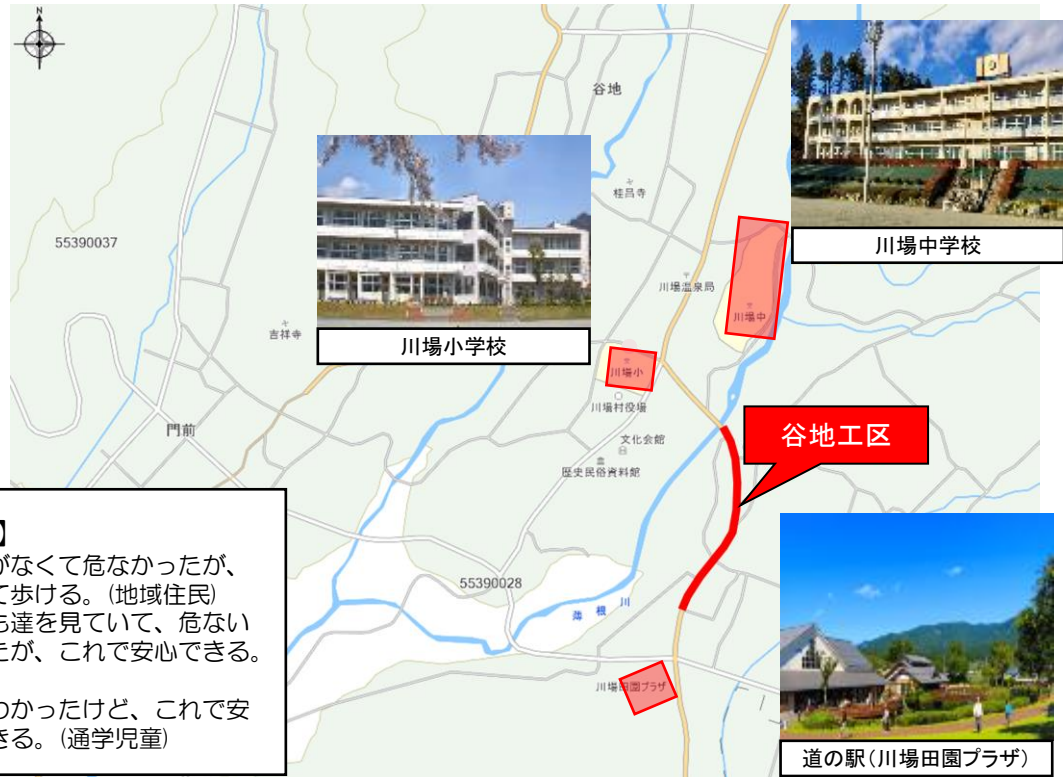 N
谷地
桂昌寺
55390037
川場中学校
川場温泉局
川場中
吉祥寺
川場小学校
川場小
川場村役場
門前
文化会館
谷地工区
歴史民俗資料館
】
がなくて危なかったが、
て歩ける。(地域住民)
も達を見ていて、危ない
たが、これで安心できる。
わかったけど、これで安
きる。(通学児童)
55390028
薄根川
川場田園プラザ
道の駅(川場田園プラザ)